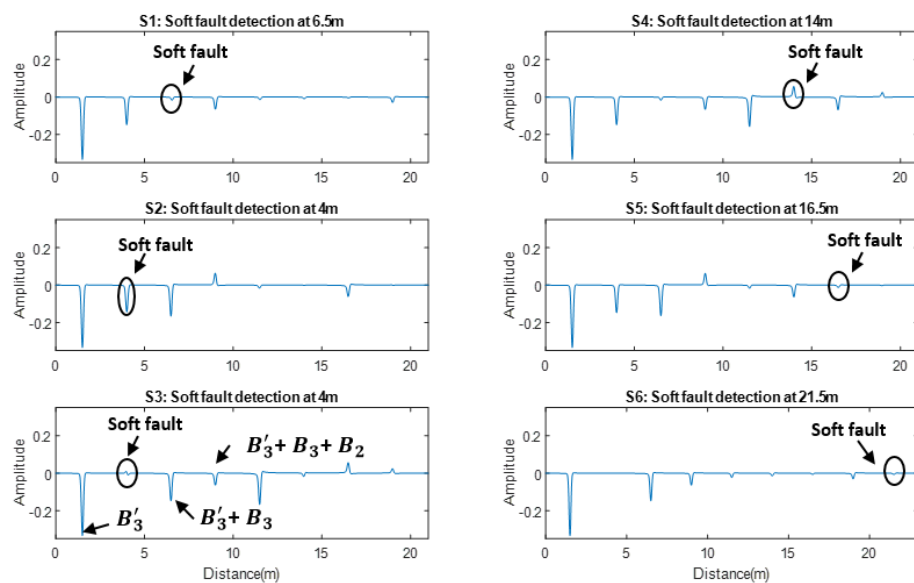 S1: Soft fault detection at 6.5m
Soft fault
Amplitude
0.2
0
-0.2
0 5 10 15 20
S4: Soft fault detection at 14m
Soft fault
Amplitude
0.2
0
-0.2
0 5 10 15 20
S2: Soft fault detection at 4m
Soft fault
Amplitude
0.2
0
-0.2
0 5 10 15 20
S5: Soft fault detection at 16.5m
Soft fault
Amplitude
0.2
0
-0.2
0 5 10 15 20
S3: Soft fault detection at 4m
Soft fault
B₃′ + B₃ + B₂
B₃′ + B₃
B₃′
Amplitude
0.2
0
-0.2
0 5 10 15 20
Distance(m)
S6: Soft fault detection at 21.5m
Soft fault
Amplitude
0.2
0
-0.2
0 5 10 15 20
Distance(m)